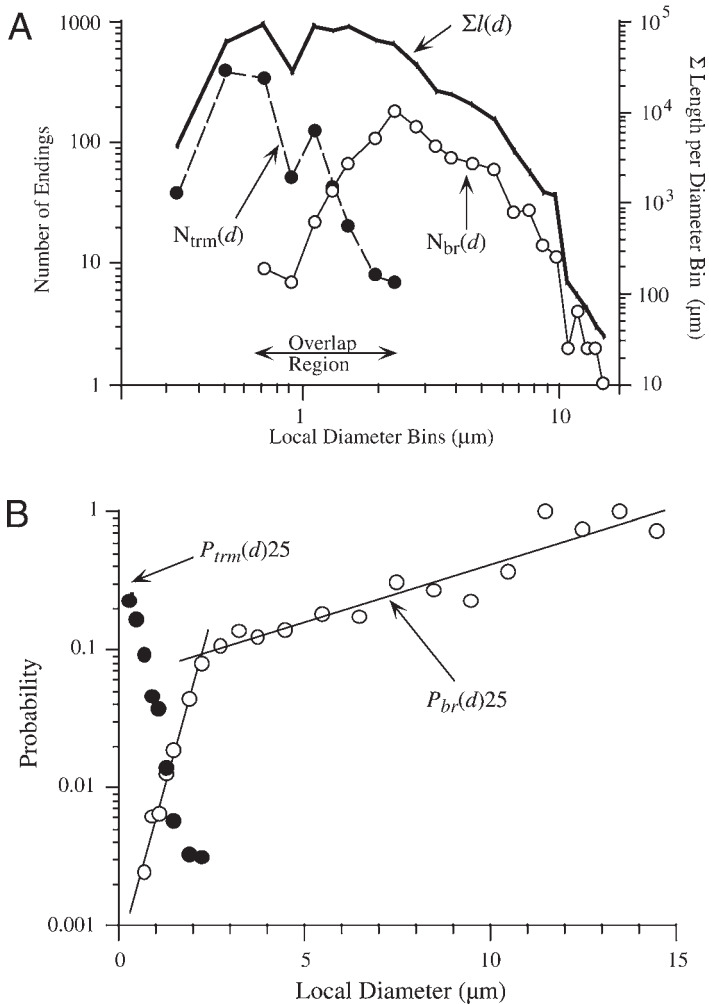 A
1000
100
10
1
Number of Endings
Σl(d)
N_trm(d)
N_br(d)
Overlap
Region
1
10
Local Diameter Bins (μm)
10^5
10^4
10^3
100
10
Σ Length per Diameter Bin (μm)
B
1
0.1
0.01
0.001
Probability
P_trm(d)25
P_br(d)25
0
5
10
15
Local Diameter (μm)